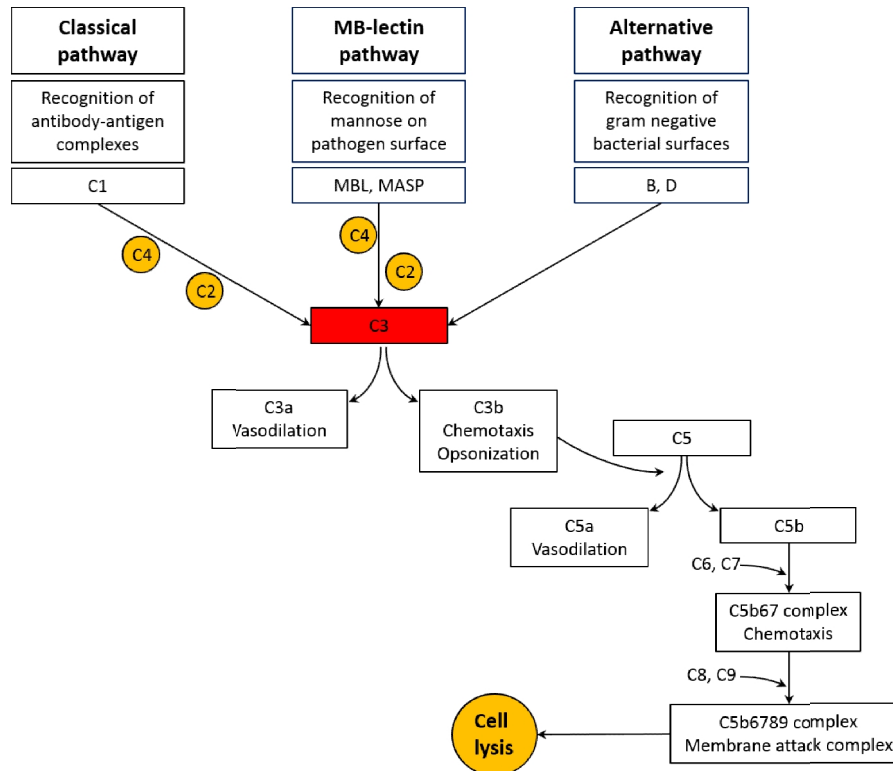 Classical
pathway
MB-lectin
pathway
Alternative
pathway
Recognition of
antibody-antigen
complexes
Recognition of
mannose on
pathogen surface
Recognition of
gram negative
bacterial surfaces
C1
MBL, MASP
B, D
C4
C2
C4
C2
C3
C3a
Vasodilation
C3b
Chemotaxis
Opsonization
C5
C5a
Vasodilation
C5b
C6, C7
C5b67 complex
Chemotaxis
C8, C9
C5b6789 complex
Membrane attack complex
Cell
lysis